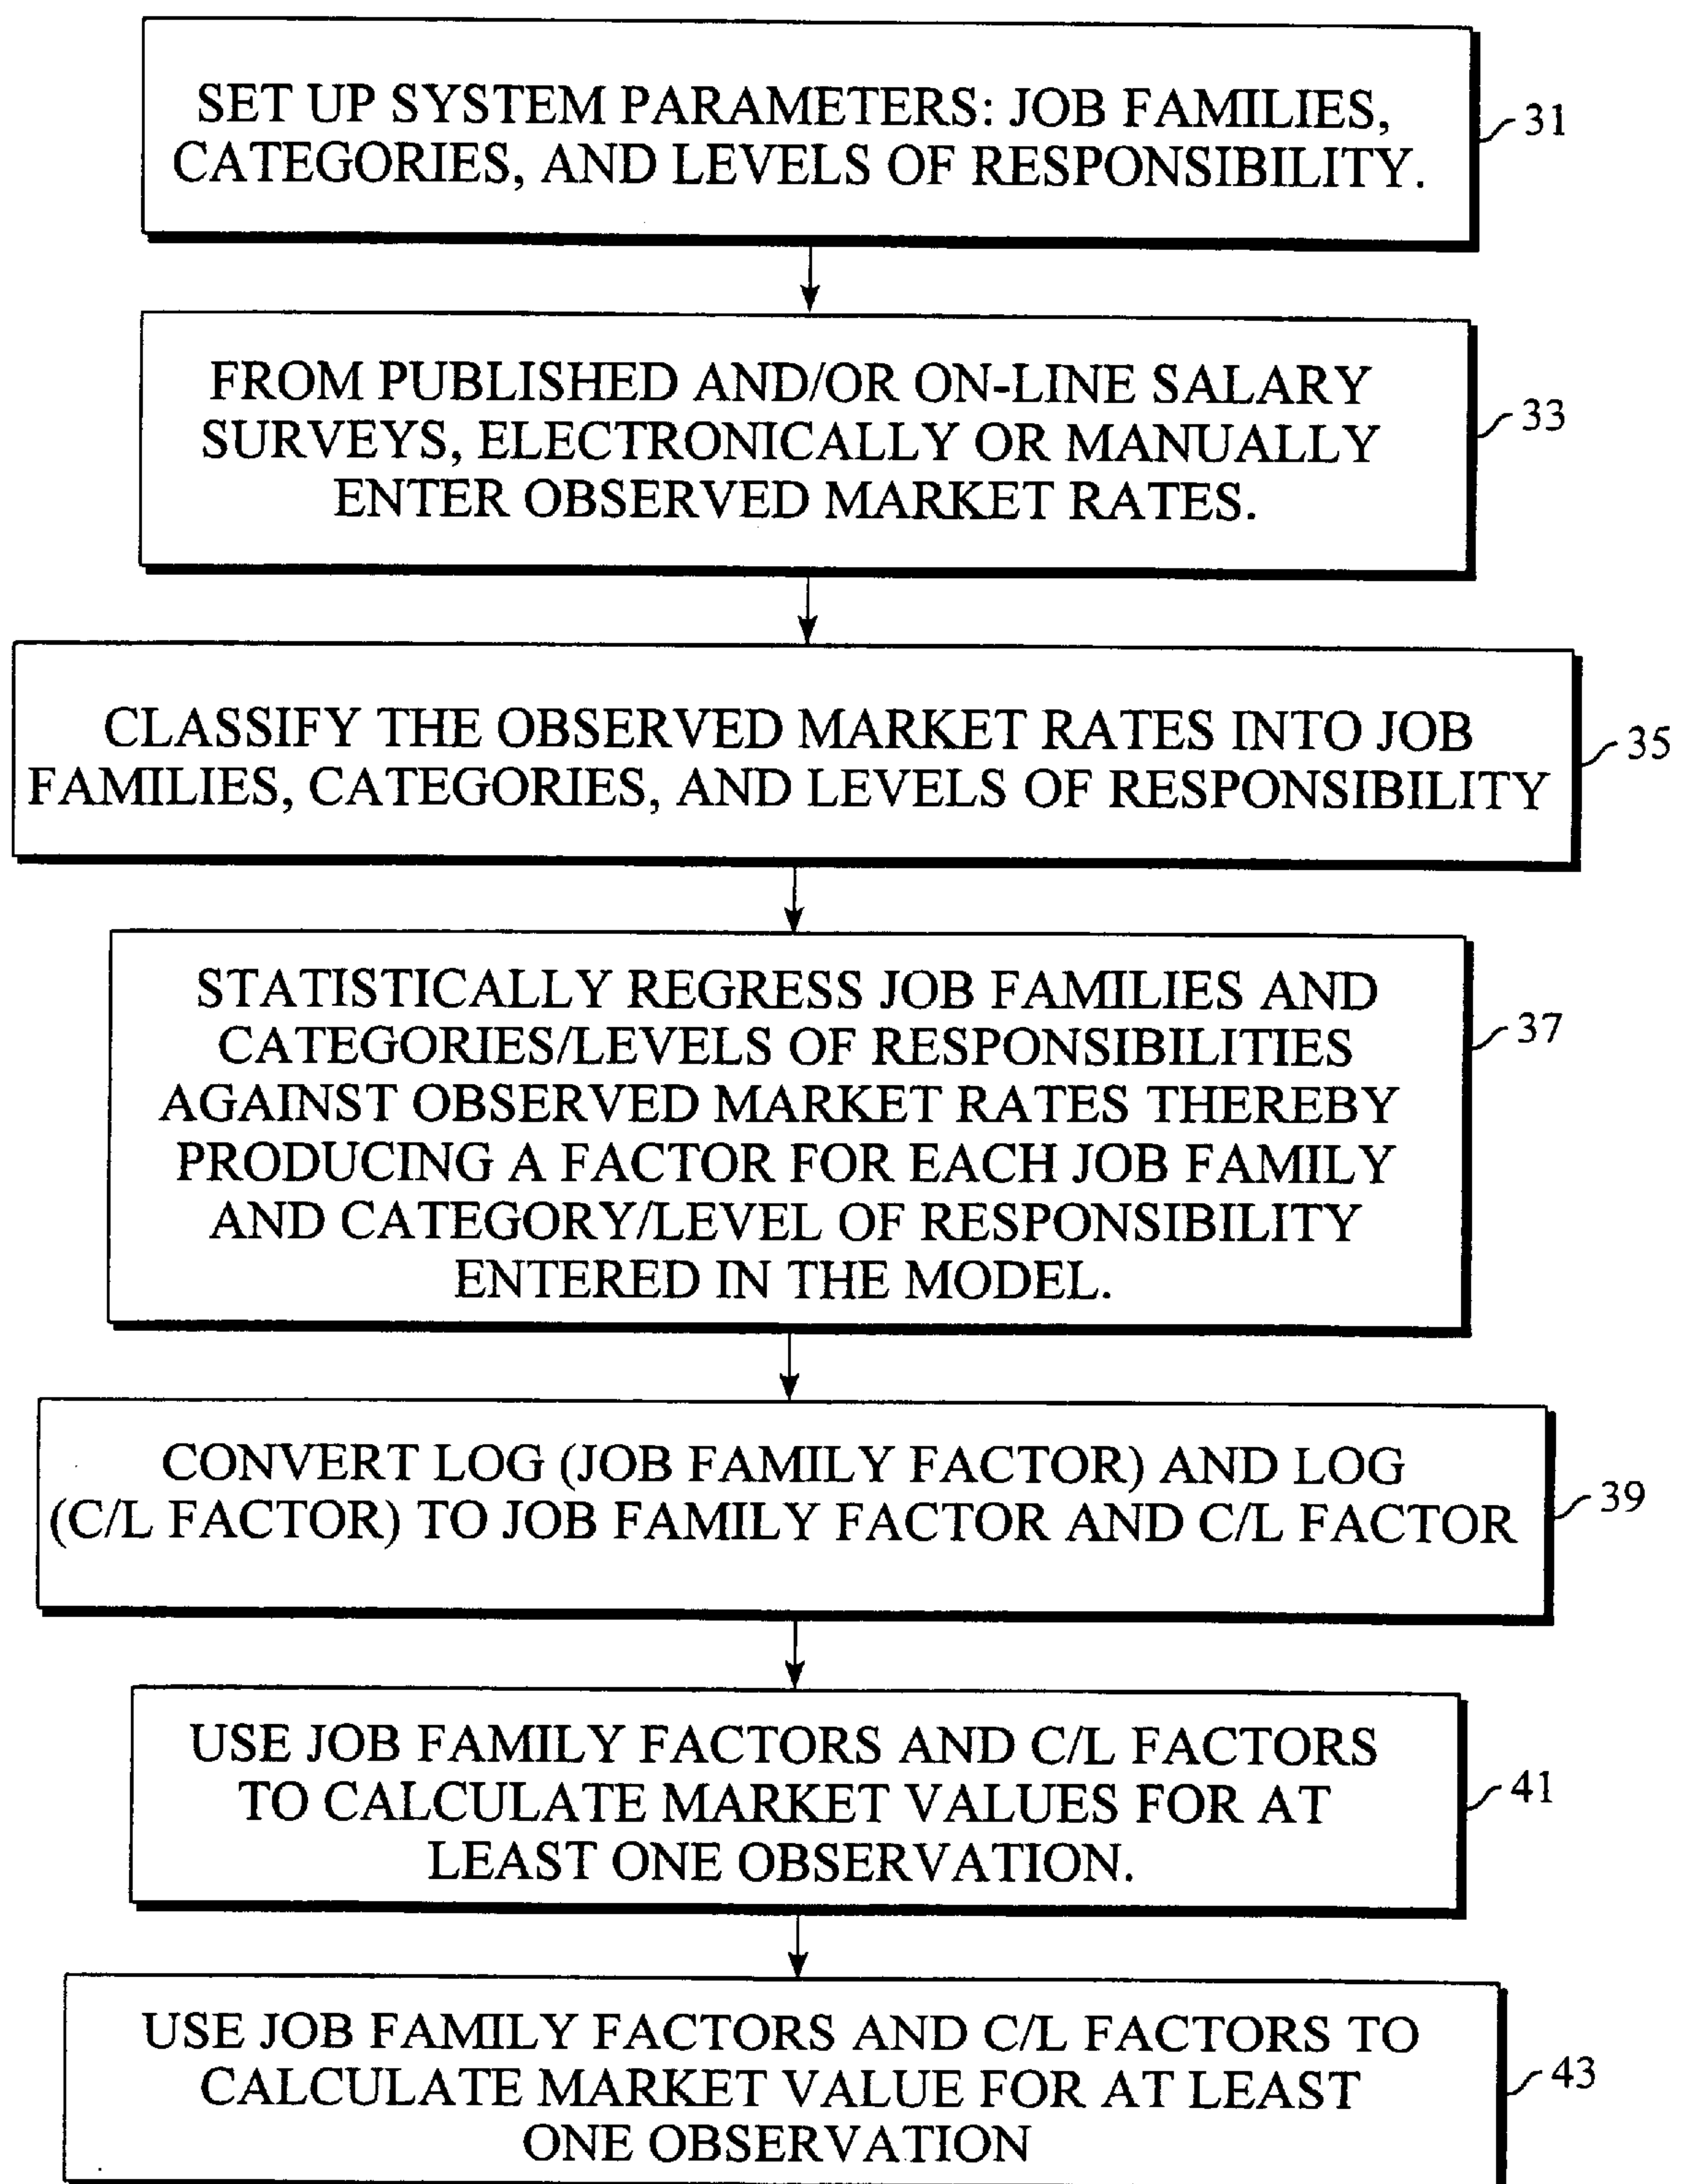 SET UP SYSTEM PARAMETERS: JOB FAMILIES,
CATEGORIES, AND LEVELS OF RESPONSIBILITY.
31
FROM PUBLISHED AND/OR ON-LINE SALARY
SURVEYS, ELECTRONICALLY OR MANUALLY
ENTER OBSERVED MARKET RATES.
33
CLASSIFY THE OBSERVED MARKET RATES INTO JOB
FAMILIES, CATEGORIES, AND LEVELS OF RESPONSIBILITY
35
STATISTICALLY REGRESS JOB FAMILIES AND
CATEGORIES/LEVELS OF RESPONSIBILITIES
AGAINST OBSERVED MARKET RATES THEREBY
PRODUCING A FACTOR FOR EACH JOB FAMILY
AND CATEGORY/LEVEL OF RESPONSIBILITY
ENTERED IN THE MODEL.
37
CONVERT LOG (JOB FAMILY FACTOR) AND LOG
(C/L FACTOR) TO JOB FAMILY FACTOR AND C/L FACTOR
39
USE JOB FAMILY FACTORS AND C/L FACTORS
TO CALCULATE MARKET VALUES FOR AT
LEAST ONE OBSERVATION.
41
USE JOB FAMILY FACTORS AND C/L FACTORS TO
CALCULATE MARKET VALUE FOR AT LEAST
ONE OBSERVATION
43